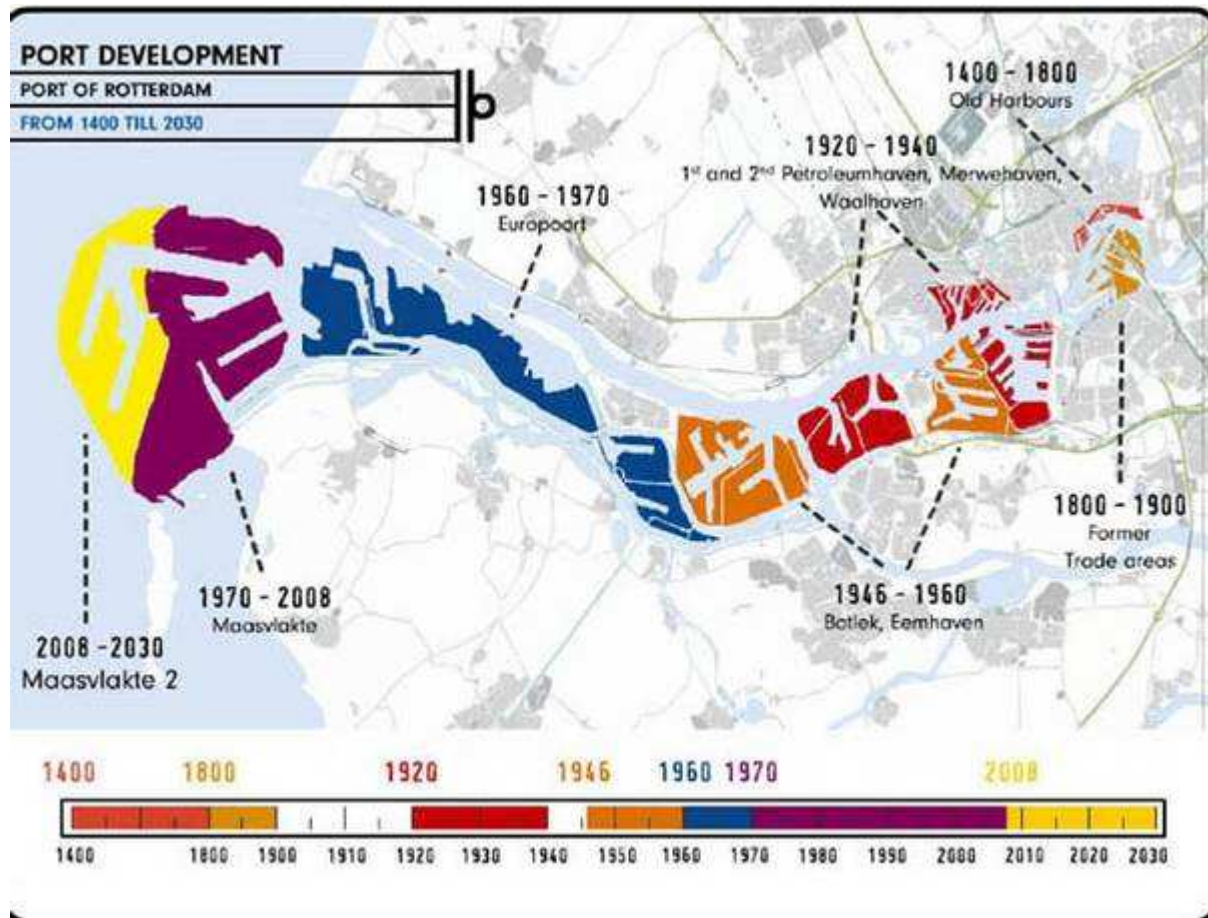 PORT DEVELOPMENT
PORT OF ROTTERDAM
FROM 1400 TILL 2030
1400 - 1800
Old Harbours
1920 - 1940
1st and 2nd Petroleumhaven, Merwehaven,
Waalhaven
1960 - 1970
Europoort
1800 - 1900
Former
Trade areas
1946 - 1960
Botlek, Eemhaven
1970 - 2008
Maasvlakte
2008 - 2030
Maasvlakte 2
1400 1800 1920 1946 1960 1970 2008
1400 1800 1900 1910 1920 1930 1940 1950 1960 1970 1980 1990 2000 2010 2020 2030